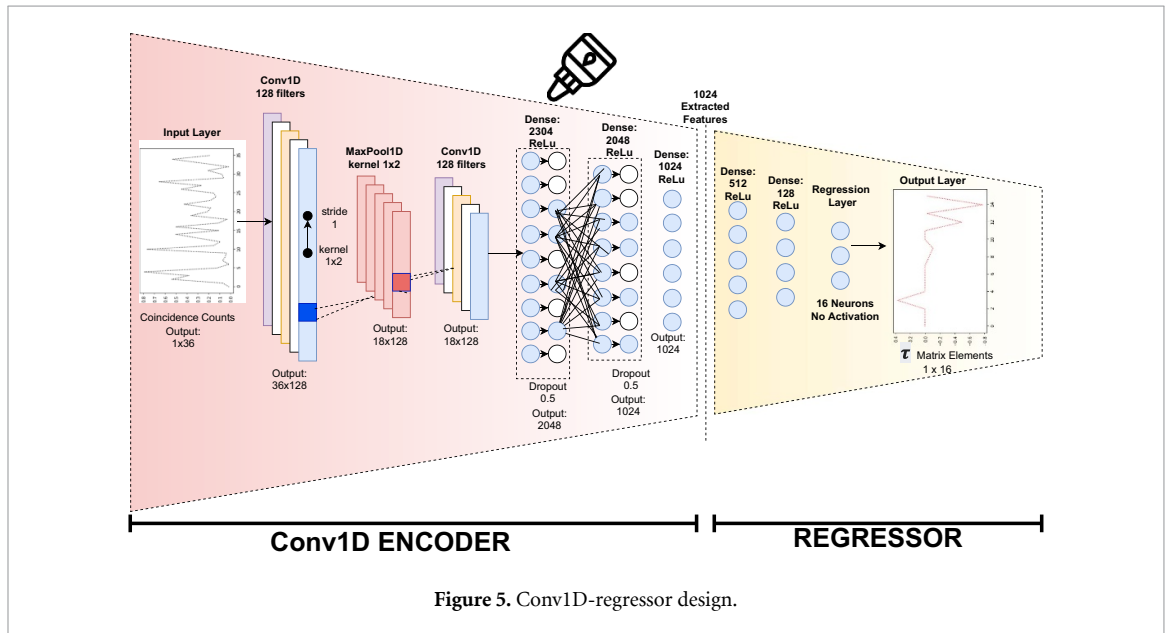 Conv1D
128 filters
Input Layer
Coincidence Counts
Output:
1x36
stride
1
kernel
1x2
Output:
36x128
MaxPool1D
kernel 1x2
Output:
18x128
Conv1D
128 filters
Output:
18x128
Dense:
2304
ReLu
Dropout
0.5
Output:
2048
Dense:
2048
ReLu
Dropout
0.5
Output:
1024
Dense:
1024
ReLu
Output:
1024
1024
Extracted
Features
Dense:
512
ReLu
Dense:
128
ReLu
Regression
Layer
16 Neurons
No Activation
Output Layer
τ Matrix Elements
1 x 16
Conv1D ENCODER
REGRESSOR
Figure 5. Conv1D-regressor design.